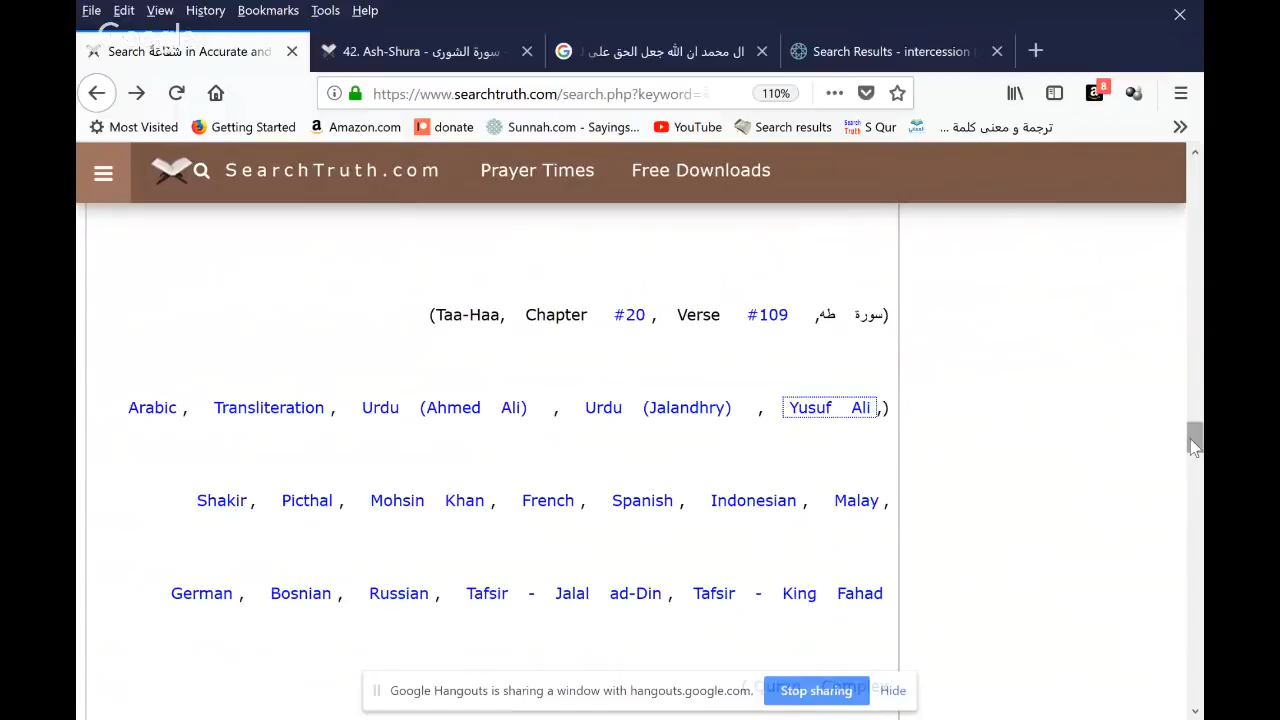 File Edit View History Bookmarks Tools Help
Google
Search شفاعة in Accurate and
42. Ash-Shura - سورة الشورى
ال محمد ان الله جعل الحق على ل
Search Results - intercession
https://www.searchtruth.com/search.php?keyword=
110%
8
Most Visited Getting Started Amazon.com donate Sunnah.com - Sayings... YouTube Search results S Qur ترجمة و معنى كلمة ...
SearchTruth.com Prayer Times Free Downloads
(Taa-Haa, Chapter #20, Verse #109 سورة طه,)
Arabic, Transliteration, Urdu (Ahmed Ali), Urdu (Jalandhry), Yusuf Ali,)
Shakir, Picthal, Mohsin Khan, French, Spanish, Indonesian, Malay,
German, Bosnian, Russian, Tafsir - Jalal ad-Din, Tafsir - King Fahad
Google Hangouts is sharing a window with hangouts.google.com. Stop sharing Hide